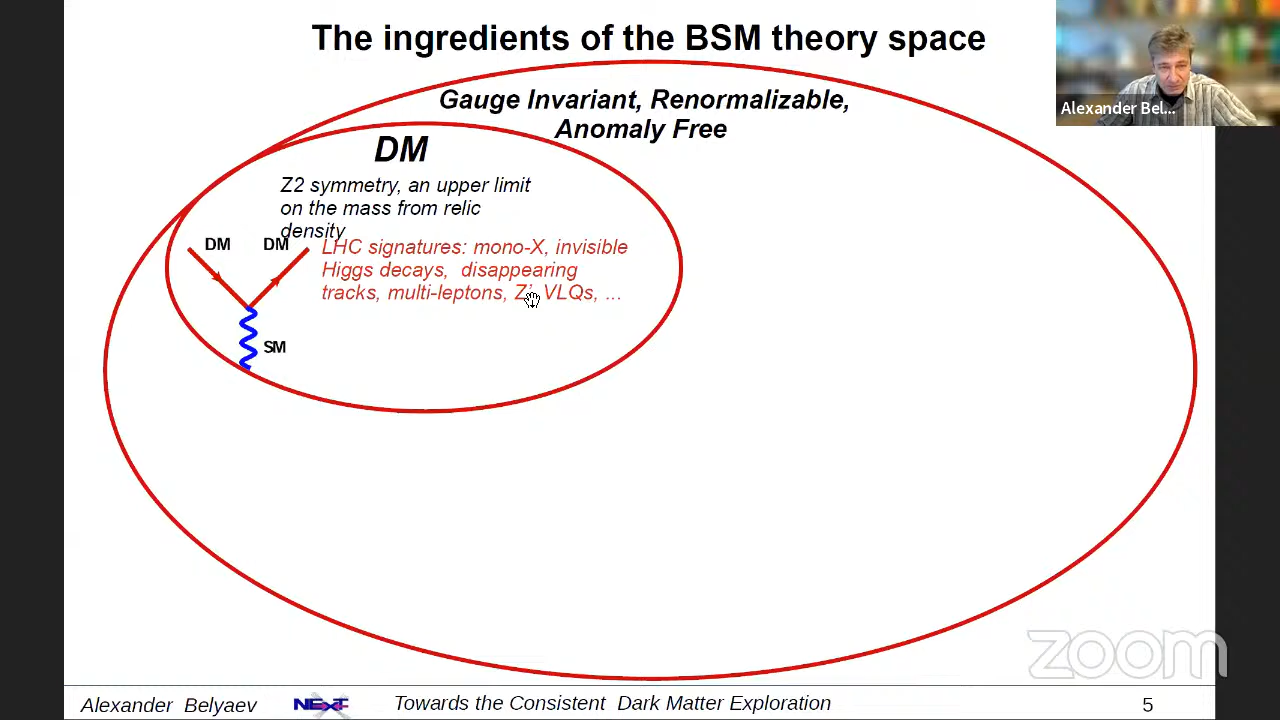 The ingredients of the BSM theory space
Alexander Bel...
Gauge Invariant, Renormalizable,
Anomaly Free
DM
Z2 symmetry, an upper limit
on the mass from relic
density
DM DM
LHC signatures: mono-X, invisible
Higgs decays, disappearing
tracks, multi-leptons, VLQs, ...
SM
zoom
Alexander Belyaev NEXT Towards the Consistent Dark Matter Exploration 5